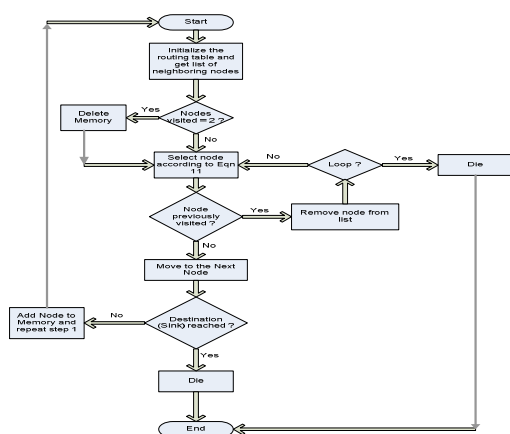 Start
Initialize the
routing table and
get list of
neighboring nodes
Delete
Memory
Yes
Nodes
visited = 2 ?
No
Select node
according to Eqn
11
No
Loop ?
Yes
Die
Node
previously
visited ?
Yes
Remove node from
list
No
Move to the Next
Node
Add Node to
Memory and
repeat step 1
No
Destination
(Sink) reached ?
Yes
Die
End